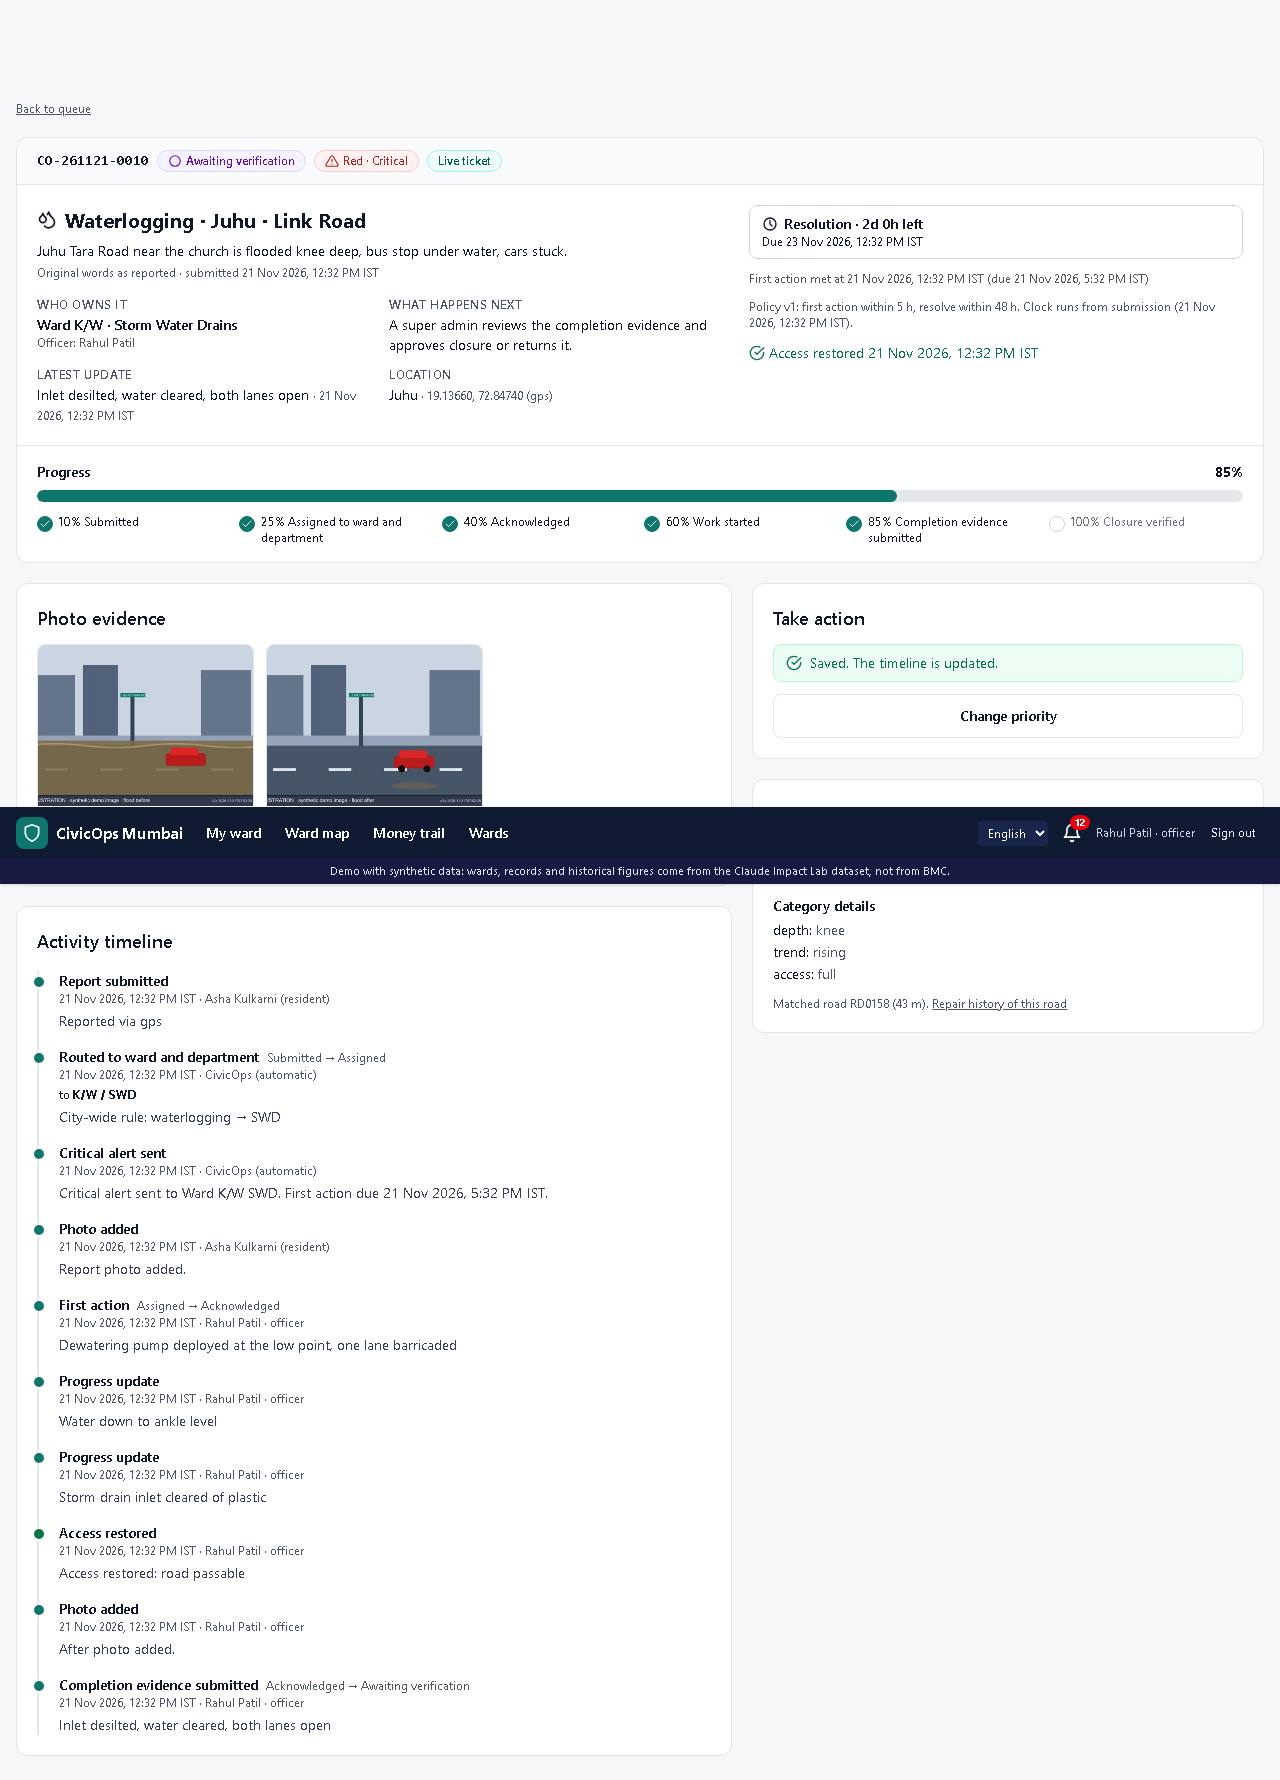 Back to queue
CO-261121-0010
Awaiting verification
Red · Critical
Live ticket
Waterlogging · Juhu · Link Road
Juhu Tara Road near the church is flooded knee deep, bus stop under water, cars stuck.
Original words as reported · submitted 21 Nov 2026, 12:32 PM IST
WHO OWNS IT
Ward K/W · Storm Water Drains
Officer: Rahul Patil
WHAT HAPPENS NEXT
A super admin reviews the completion evidence and
approves closure or returns it.
LATEST UPDATE
Inlet desilted, water cleared, both lanes open · 21 Nov
2026, 12:32 PM IST
LOCATION
Juhu · 19.13660, 72.84740 (gps)
Resolution · 2d 0h left
Due 23 Nov 2026, 12:32 PM IST
First action met at 21 Nov 2026, 12:32 PM IST (due 21 Nov 2026, 5:32 PM IST)
Policy v1: first action within 5 h, resolve within 48 h. Clock runs from submission (21 Nov
2026, 12:32 PM IST).
Access restored 21 Nov 2026, 12:32 PM IST
Progress
85%
10% Submitted
25% Assigned to ward and
department
40% Acknowledged
60% Work started
85% Completion evidence
submitted
100% Closure verified
Photo evidence
USTRATION · synthetic demo image · flood before
USTRATION · synthetic demo image · flood after
Take action
Saved. The timeline is updated.
Change priority
CivicOps Mumbai
My ward
Ward map
Money trail
Wards
English
12
Rahul Patil · officer
Sign out
Demo with synthetic data: wards, records and historical figures come from the Claude Impact Lab dataset, not from BMC.
Category details
depth: knee
trend: rising
access: full
Matched road RD0158 (43 m). Repair history of this road
Activity timeline
Report submitted
21 Nov 2026, 12:32 PM IST · Asha Kulkarni (resident)
Reported via gps
Routed to ward and department Submitted → Assigned
21 Nov 2026, 12:32 PM IST · CivicOps (automatic)
to K/W / SWD
City-wide rule: waterlogging → SWD
Critical alert sent
21 Nov 2026, 12:32 PM IST · CivicOps (automatic)
Critical alert sent to Ward K/W SWD. First action due 21 Nov 2026, 5:32 PM IST.
Photo added
21 Nov 2026, 12:32 PM IST · Asha Kulkarni (resident)
Report photo added.
First action Assigned → Acknowledged
21 Nov 2026, 12:32 PM IST · Rahul Patil · officer
Dewatering pump deployed at the low point, one lane barricaded
Progress update
21 Nov 2026, 12:32 PM IST · Rahul Patil · officer
Water down to ankle level
Progress update
21 Nov 2026, 12:32 PM IST · Rahul Patil · officer
Storm drain inlet cleared of plastic
Access restored
21 Nov 2026, 12:32 PM IST · Rahul Patil · officer
Access restored: road passable
Photo added
21 Nov 2026, 12:32 PM IST · Rahul Patil · officer
After photo added.
Completion evidence submitted Acknowledged → Awaiting verification
21 Nov 2026, 12:32 PM IST · Rahul Patil · officer
Inlet desilted, water cleared, both lanes open